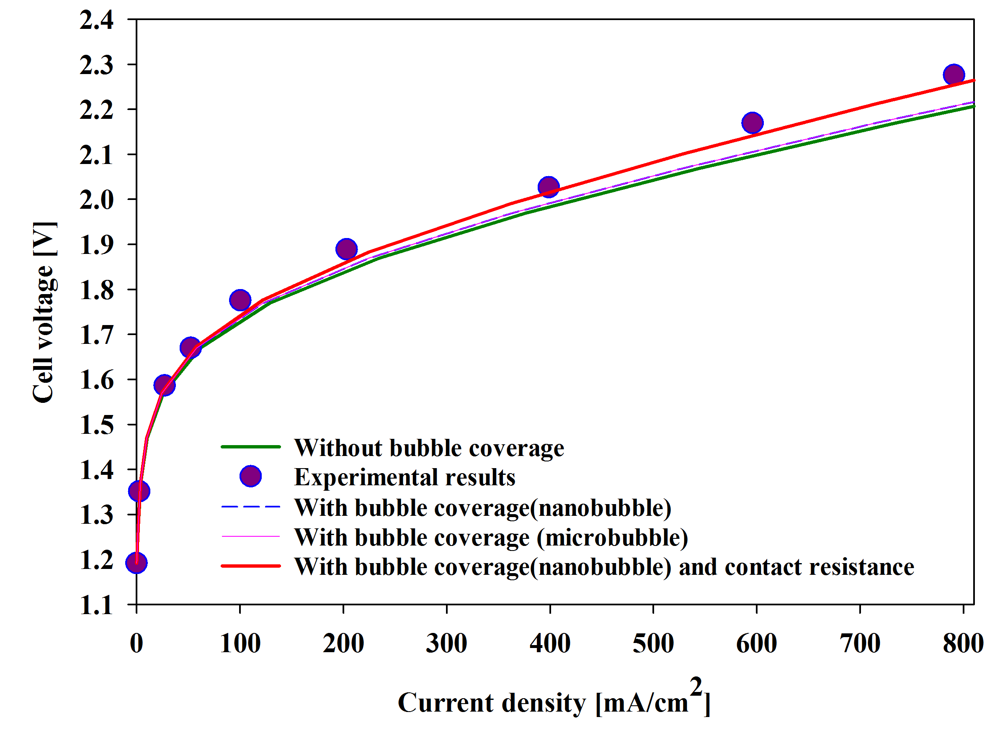 2.4
2.3
2.2
2.1
2.0
1.9
1.8
1.7
1.6
1.5
1.4
1.3
1.2
1.1
Cell voltage [V]
Without bubble coverage
Experimental results
With bubble coverage(nanobubble)
With bubble coverage (microbubble)
With bubble coverage(nanobubble) and contact resistance
0 100 200 300 400 500 600 700 800
Current density [mA/cm²]